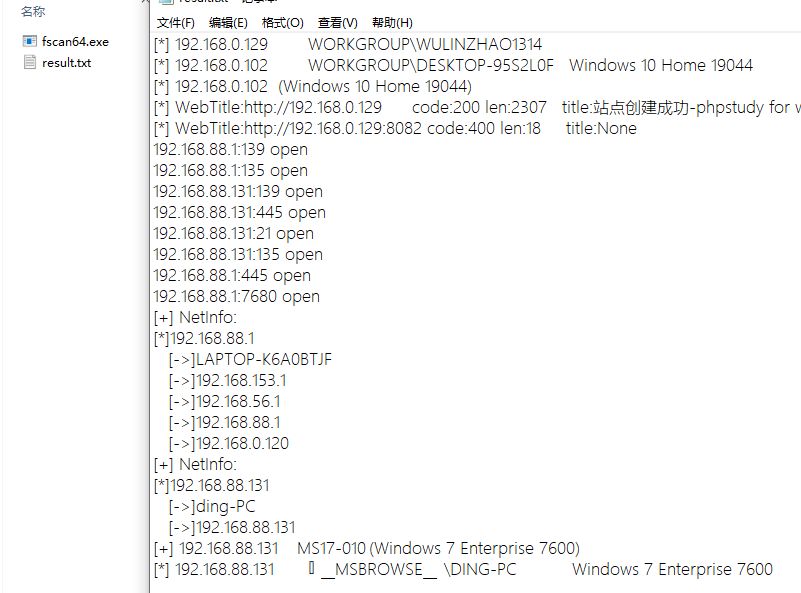 名称
fscan64.exe
result.txt
文件(F) 编辑(E) 格式(O) 查看(V) 帮助(H)
[*] 192.168.0.129 WORKGROUP\WULINZHAO1314
[*] 192.168.0.102 WORKGROUP\DESKTOP-95S2L0F Windows 10 Home 19044
[*] 192.168.0.102 (Windows 10 Home 19044)
[*] WebTitle:http://192.168.0.129 code:200 len:2307 title:站点创建成功-phpstudy for
[*] WebTitle:http://192.168.0.129:8082 code:400 len:18 title:None
192.168.88.1:139 open
192.168.88.1:135 open
192.168.88.131:139 open
192.168.88.131:445 open
192.168.88.131:21 open
192.168.88.131:135 open
192.168.88.1:445 open
192.168.88.1:7680 open
[+] NetInfo:
[*]192.168.88.1
[->]LAPTOP-K6A0BTJF
[->]192.168.153.1
[->]192.168.56.1
[->]192.168.88.1
[->]192.168.0.120
[+] NetInfo:
[*]192.168.88.131
[->]ding-PC
[->]192.168.88.131
[+] 192.168.88.131 MS17-010 (Windows 7 Enterprise 7600)
[*] 192.168.88.131 __MSBROWSE__ \DING-PC Windows 7 Enterprise 7600